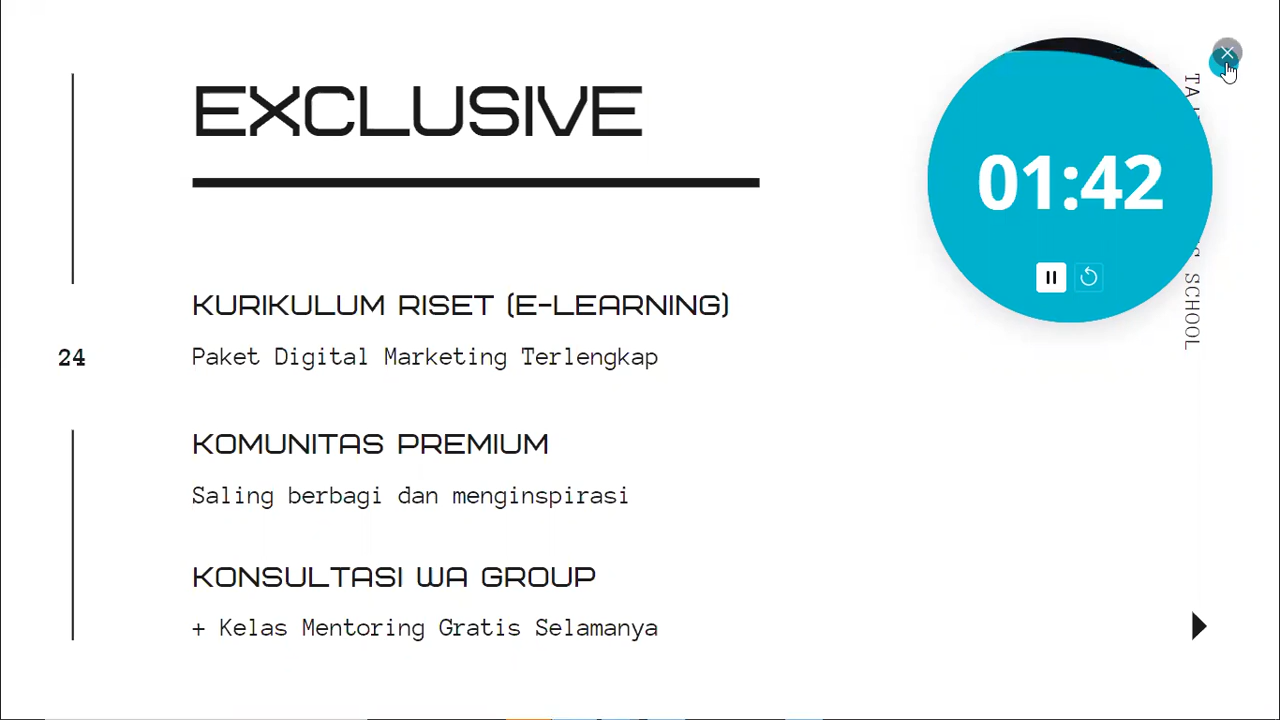 EXCLUSIVE
01:42
KURIKULUM RISET (E-LEARNING)
Paket Digital Marketing Terlengkap
24
KOMUNITAS PREMIUM
Saling berbagi dan menginspirasi
KONSULTASI WA GROUP
+ Kelas Mentoring Gratis Selamanya
SCHOOL